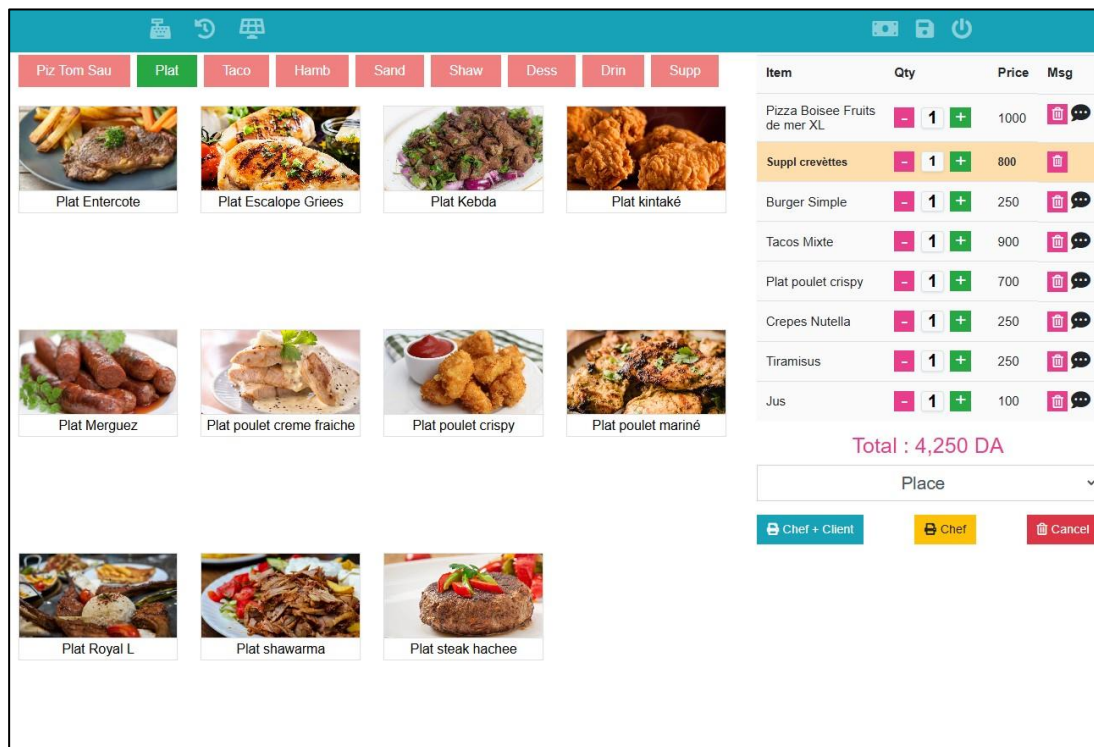 Piz Tom Sau Plat Taco Hamb Sand Shaw Dess Drin Supp
Plat Entercote Plat Escalope Griees Plat Kebda Plat kintaké
Plat Merguez Plat poulet creme fraiche Plat poulet crispy Plat poulet mariné
Plat Royal L Plat shawarma Plat steak hachee
Item Qty Price Msg
Pizza Boisee Fruits
de mer XL - 1 + 1000
Suppl crevèttes - 1 + 800
Burger Simple - 1 + 250
Tacos Mixte - 1 + 900
Plat poulet crispy - 1 + 700
Crepes Nutella - 1 + 250
Tiramisus - 1 + 250
Jus - 1 + 100
Total : 4,250 DA
Place
Chef + Client Chef Cancel